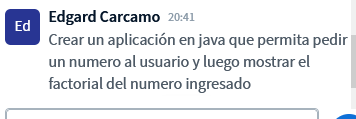 Ed
Edgard Carcamo 20:41
Crear un aplicación en java que permita pedir
un numero al usuario y luego mostrar el
factorial del numero ingresado